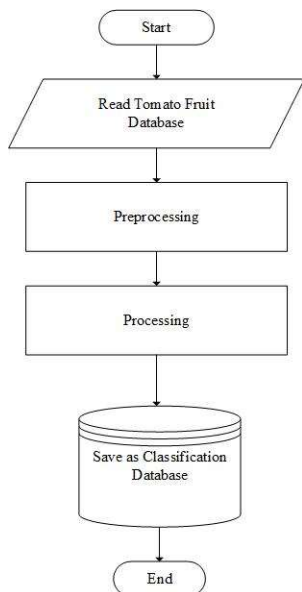 Start
Read Tomato Fruit
Database
Preprocessing
Processing
Save as Classification
Database
End